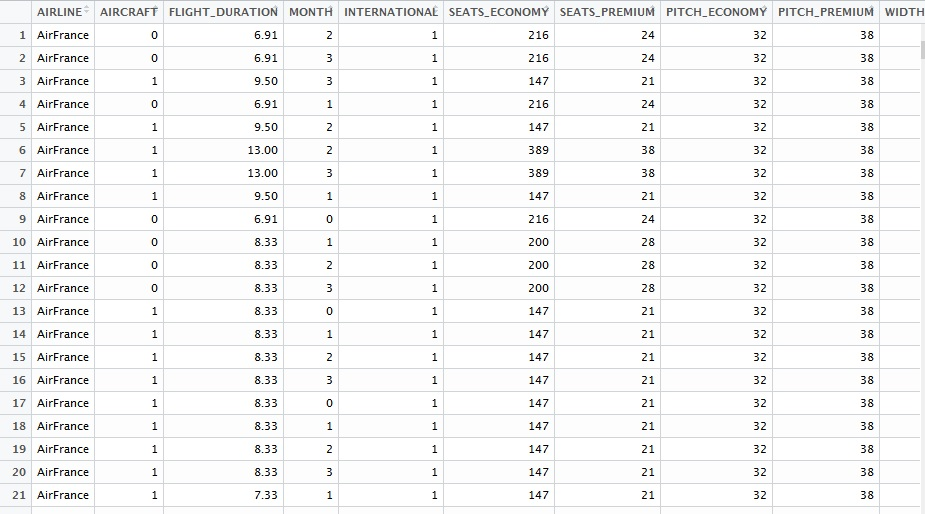 AIRLINE AIRCRAFT FLIGHT_DURATION MONTH INTERNATIONAL SEATS_ECONOMY SEATS_PREMIUM PITCH_ECONOMY PITCH_PREMIUM WIDTH
1 AirFrance 0 6.91 2 1 216 24 32 38
2 AirFrance 0 6.91 3 1 216 24 32 38
3 AirFrance 1 9.50 3 1 147 21 32 38
4 AirFrance 0 6.91 1 1 216 24 32 38
5 AirFrance 1 9.50 2 1 147 21 32 38
6 AirFrance 1 13.00 2 1 389 38 32 38
7 AirFrance 1 13.00 3 1 389 38 32 38
8 AirFrance 1 9.50 1 1 147 21 32 38
9 AirFrance 0 6.91 0 1 216 24 32 38
10 AirFrance 0 8.33 1 1 200 28 32 38
11 AirFrance 0 8.33 2 1 200 28 32 38
12 AirFrance 0 8.33 3 1 200 28 32 38
13 AirFrance 1 8.33 0 1 147 21 32 38
14 AirFrance 1 8.33 1 1 147 21 32 38
15 AirFrance 1 8.33 2 1 147 21 32 38
16 AirFrance 1 8.33 3 1 147 21 32 38
17 AirFrance 1 8.33 0 1 147 21 32 38
18 AirFrance 1 8.33 1 1 147 21 32 38
19 AirFrance 1 8.33 2 1 147 21 32 38
20 AirFrance 1 8.33 3 1 147 21 32 38
21 AirFrance 1 7.33 1 1 147 21 32 38